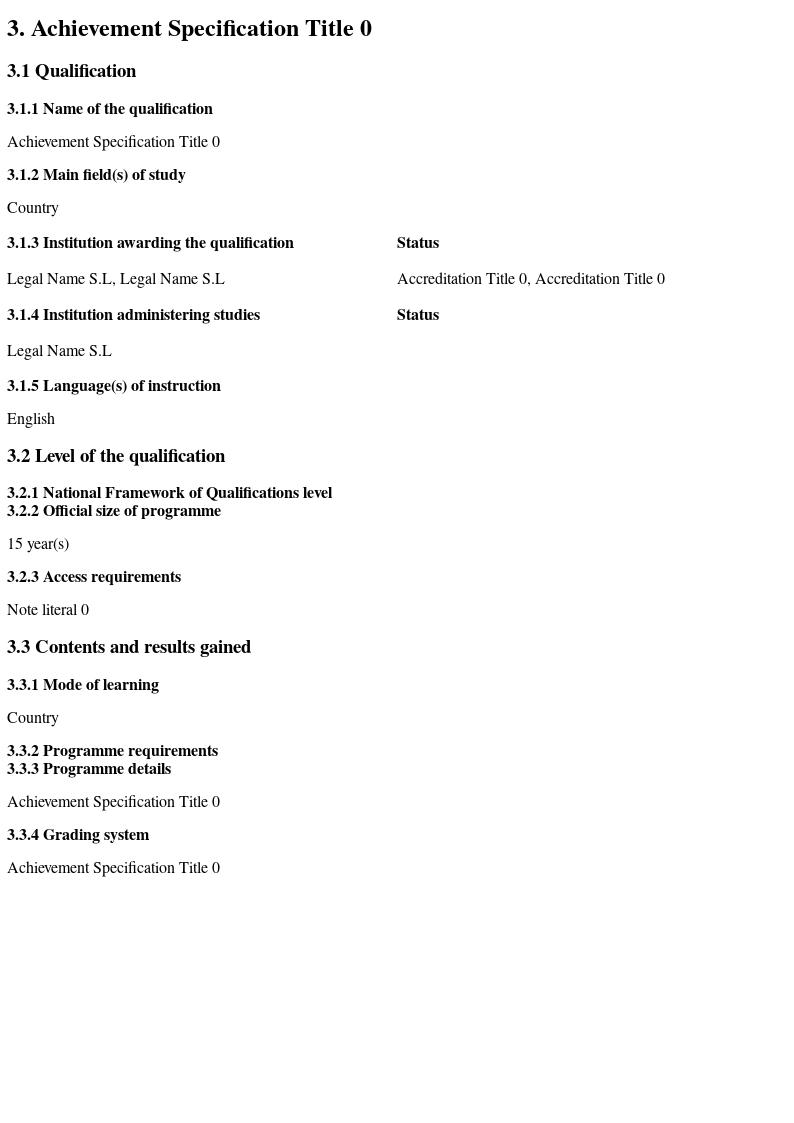 3. Achievement Specification Title 0
3.1 Qualification
3.1.1 Name of the qualification
Achievement Specification Title 0
3.1.2 Main field(s) of study
Country
3.1.3 Institution awarding the qualification Status
Legal Name S.L, Legal Name S.L Accreditation Title 0, Accreditation Title 0
3.1.4 Institution administering studies Status
Legal Name S.L
3.1.5 Language(s) of instruction
English
3.2 Level of the qualification
3.2.1 National Framework of Qualifications level
3.2.2 Official size of programme
15 year(s)
3.2.3 Access requirements
Note literal 0
3.3 Contents and results gained
3.3.1 Mode of learning
Country
3.3.2 Programme requirements
3.3.3 Programme details
Achievement Specification Title 0
3.3.4 Grading system
Achievement Specification Title 0